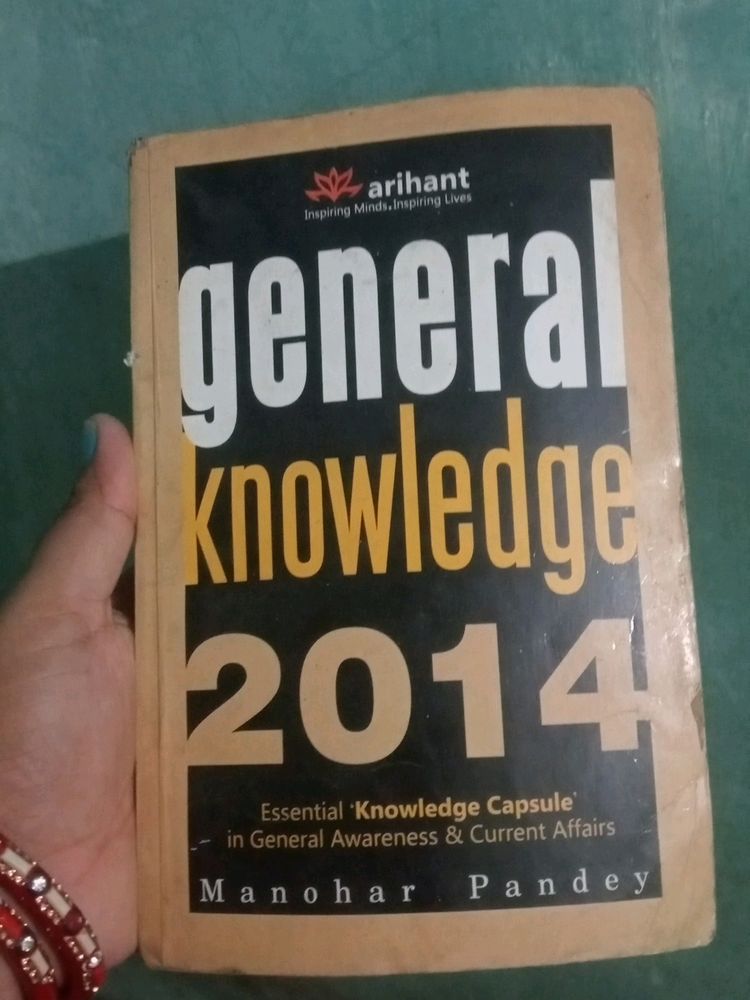 arihant
Inspiring Minds.Inspiring Lives
general
knowledge
2014
Essential 'Knowledge Capsule'
in General Awareness & Current Affairs
Manohar Pandey